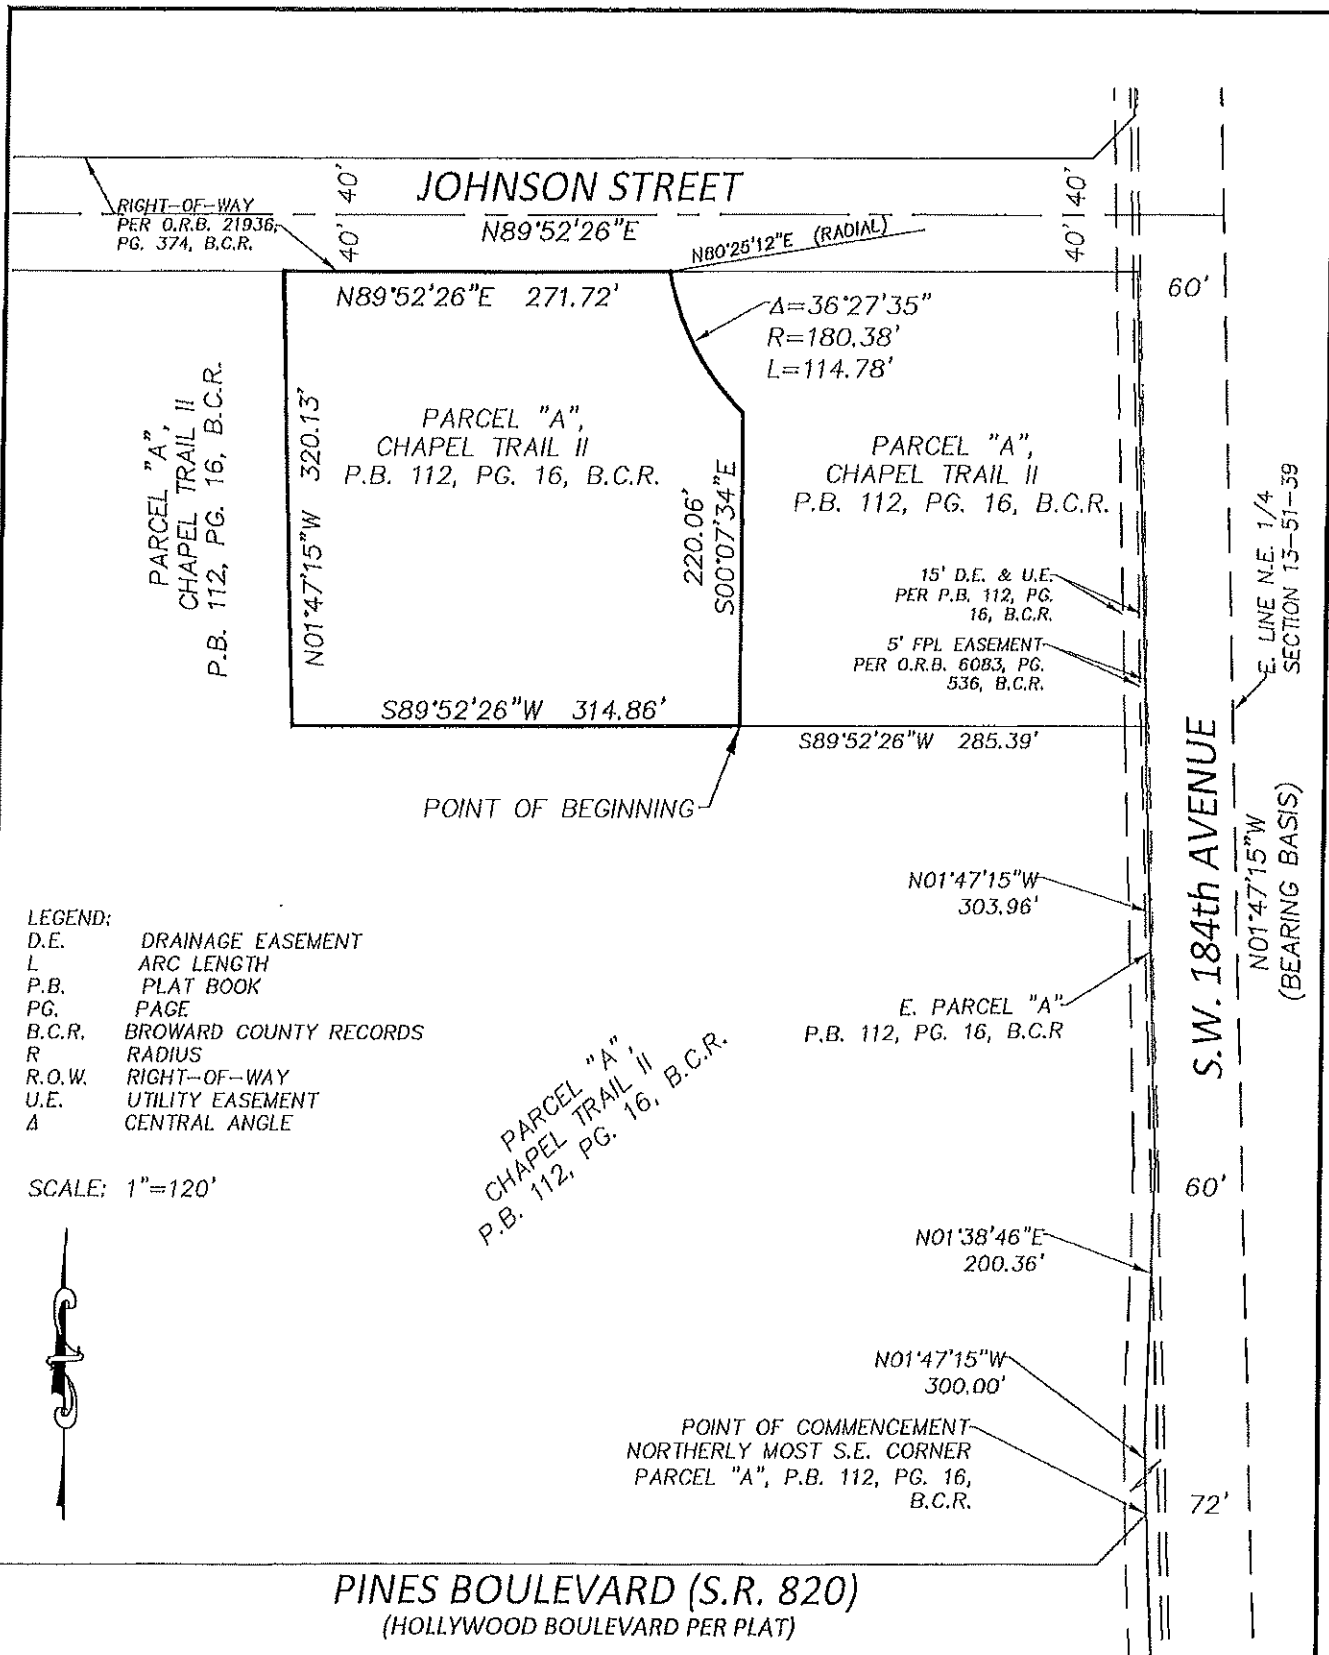 JOHNSON STREET
N89°52'26"E
40' 40'
40' 40'
RIGHT-OF-WAY
PER O.R.B. 21936,
PG. 374, B.C.R.
N80°25'12"E (RADIAL)
60'
N89°52'26"E 271.72'
Δ=36°27'35"
R=180.38'
L=114.78'
PARCEL "A",
CHAPEL TRAIL II
P.B. 112, PG. 16, B.C.R.
N01°47'15"W 320.13'
PARCEL "A",
CHAPEL TRAIL II
P.B. 112, PG. 16, B.C.R.
220.06'
S00°07'34"E
PARCEL "A",
CHAPEL TRAIL II
P.B. 112, PG. 16, B.C.R.
15' D.E. & U.E.
PER P.B. 112, PG.
16, B.C.R.
5' FPL EASEMENT
PER O.R.B. 6083, PG.
536, B.C.R.
E. LINE N.E. 1/4
SECTION 13-51-39
S89°52'26"W 314.86'
S89°52'26"W 285.39'
POINT OF BEGINNING
S.W. 184th AVENUE
N01°47'15"W
(BEARING BASIS)
N01°47'15"W
303.96'
E. PARCEL "A"
P.B. 112, PG. 16, B.C.R
LEGEND:
D.E. DRAINAGE EASEMENT
L ARC LENGTH
P.B. PLAT BOOK
PG. PAGE
B.C.R. BROWARD COUNTY RECORDS
R RADIUS
R.O.W. RIGHT-OF-WAY
U.E. UTILITY EASEMENT
Δ CENTRAL ANGLE
SCALE: 1"=120'
PARCEL "A",
CHAPEL TRAIL II
P.B. 112, PG. 16, B.C.R.
60'
N01°38'46"E
200.36'
N01°47'15"W
300.00'
POINT OF COMMENCEMENT
NORTHERLY MOST S.E. CORNER
PARCEL "A", P.B. 112, PG. 16,
B.C.R.
72'
PINES BOULEVARD (S.R. 820)
(HOLLYWOOD BOULEVARD PER PLAT)